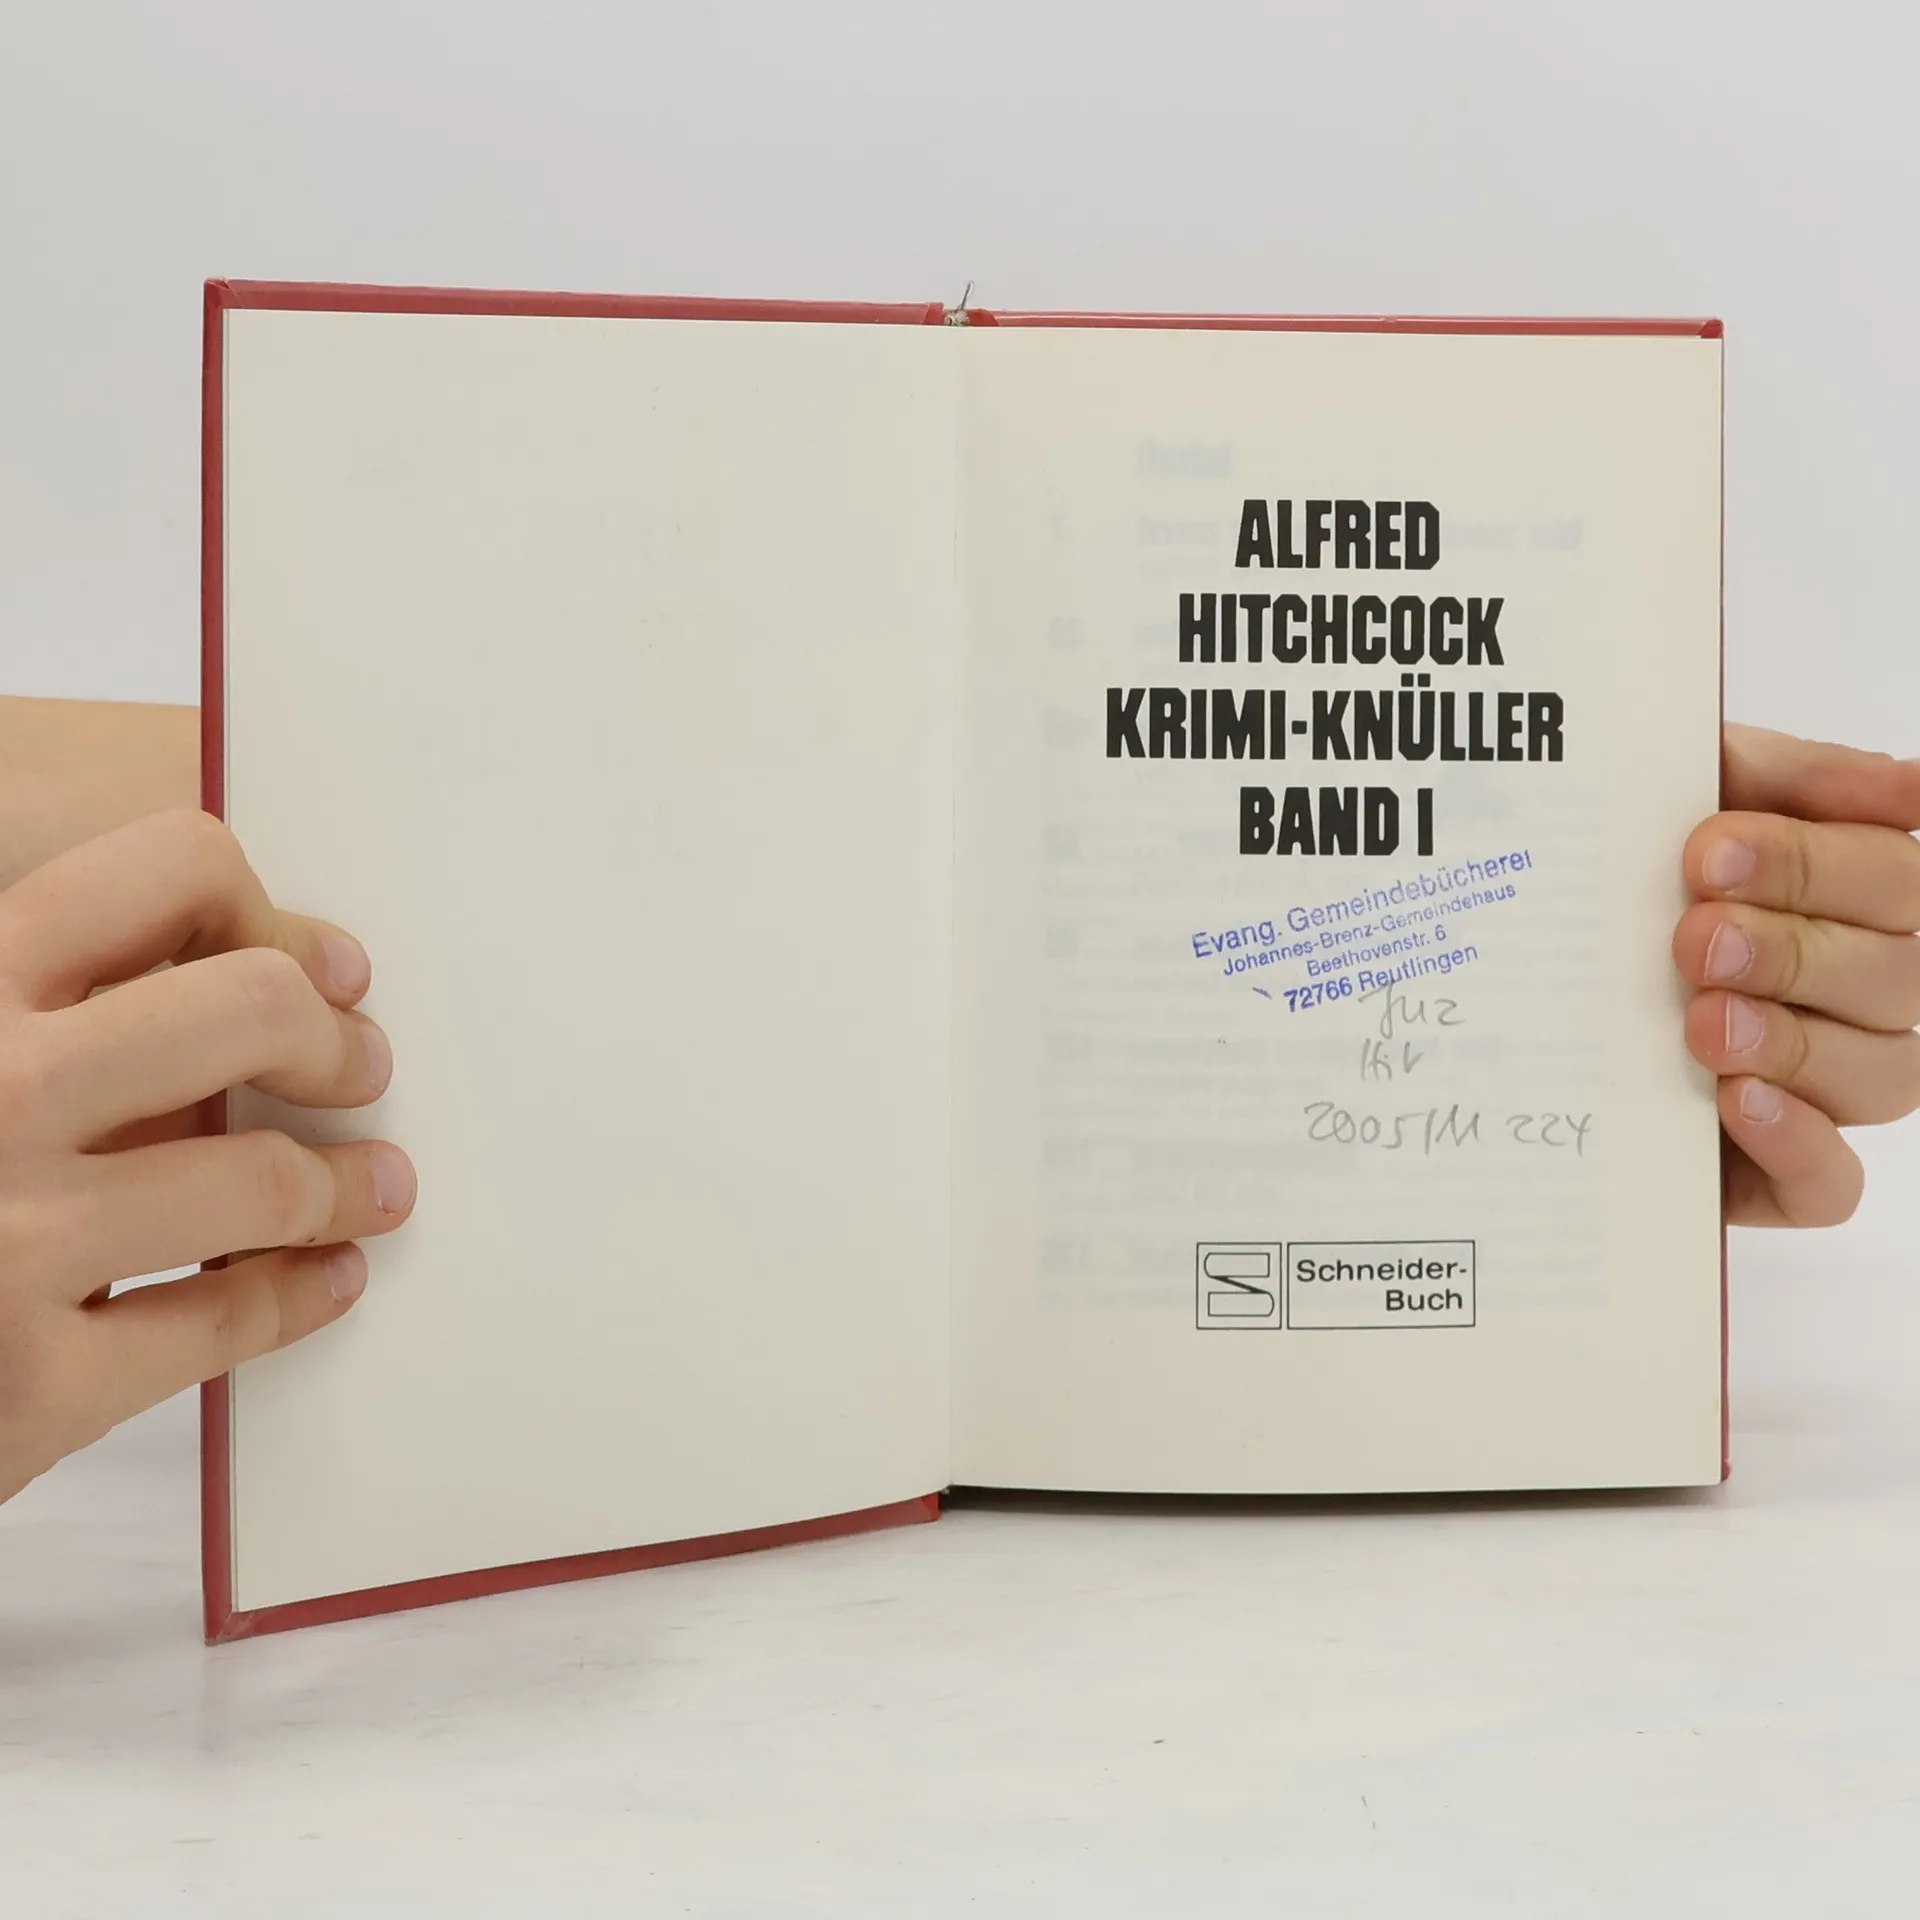 ALFRED
HITCHCOCK
KRIMI-KNÜLLER
BAND I
Evang. Gemeindebücherei
Johannes-Brenz-Gemeindehaus
Beethovenstr. 6
72766 Reutlingen
Juz
Hit
2005/11 224
Schneider-
Buch